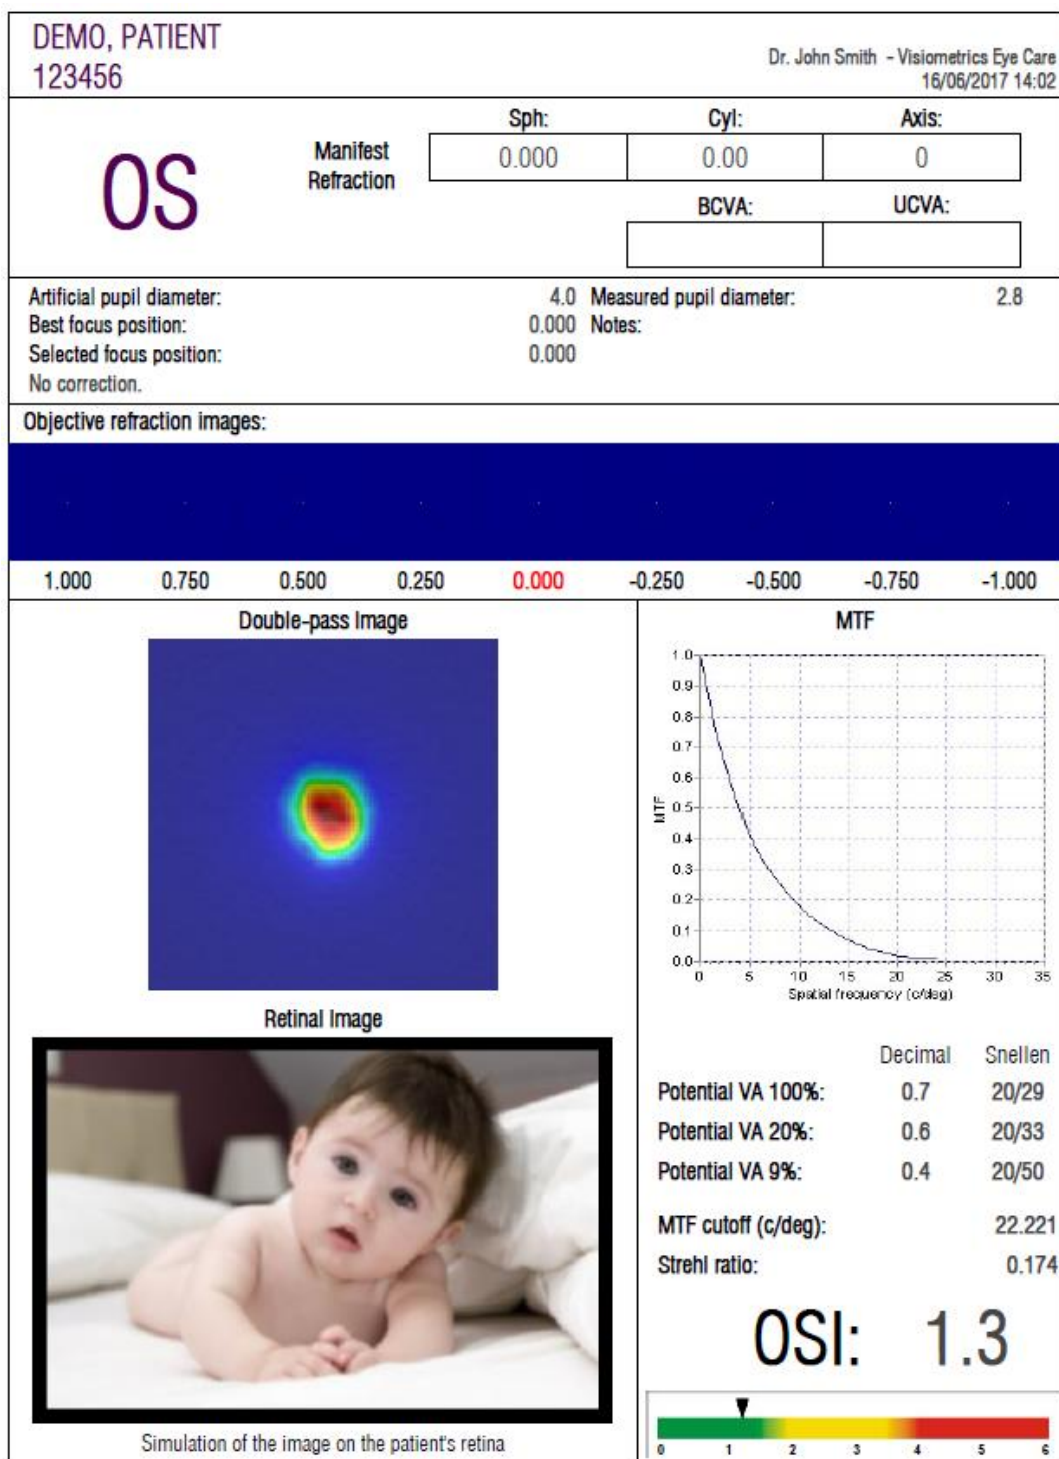 DEMO, PATIENT
123456
Dr. John Smith - Visiometrics Eye Care
16/06/2017 14:02
OS
Manifest
Refraction
Sph: Cyl: Axis:
0.000 0.00 0
BCVA: UCVA:
Artificial pupil diameter: 4.0 Measured pupil diameter: 2.8
Best focus position: 0.000 Notes:
Selected focus position: 0.000
No correction.
Objective refraction images:
1.000 0.750 0.500 0.250 0.000 -0.250 -0.500 -0.750 -1.000
Double-pass Image
MTF
1.0
0.9
0.8
0.7
0.6
0.5
0.4
0.3
0.2
0.1
0.0
MTF
0 5 10 15 20 25 30 35
Spatial frequency (c/deg)
Retinal Image
Simulation of the image on the patient's retina
Decimal Snellen
Potential VA 100%: 0.7 20/29
Potential VA 20%: 0.6 20/33
Potential VA 9%: 0.4 20/50
MTF cutoff (c/deg): 22.221
Strehl ratio: 0.174
OSI: 1.3
0 1 2 3 4 5 6